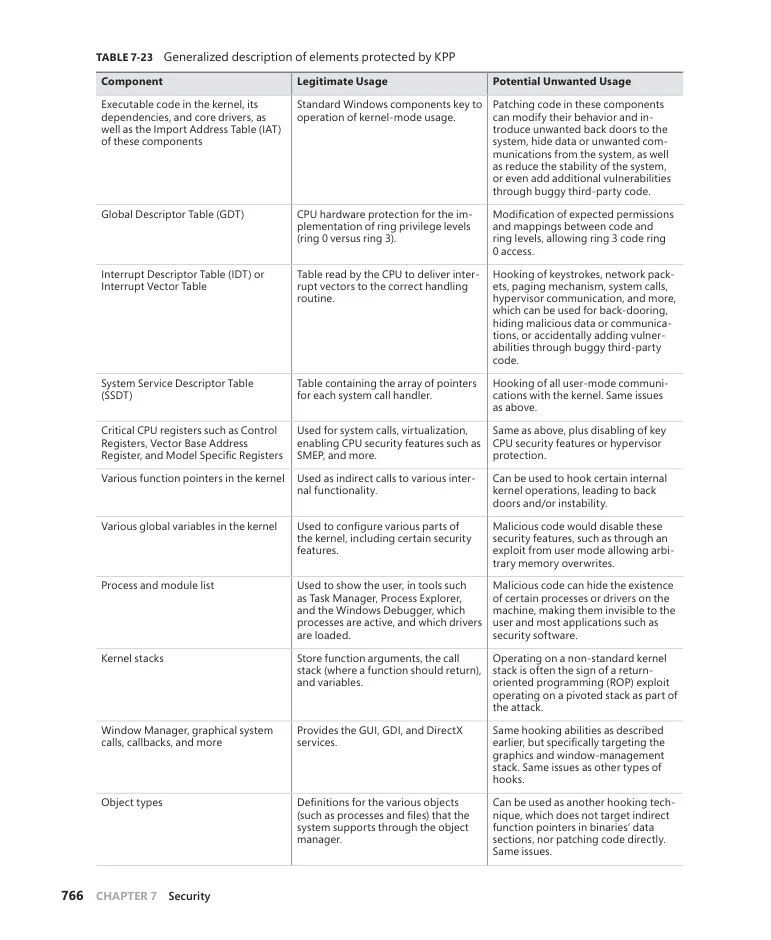 TABLE 7-23 Generalized description of elements protected by KPP
Component
Legitimate Usage
Potential Unwanted Usage
Executable code in the kernel, its
dependencies, and core drivers, as
well as the Import Address Table (IAT)
of these components
Standard Windows components key to
operation of kernel-mode usage.
Patching code in these components
can modify their behavior and in-
troduce unwanted back doors to the
system, hide data or unwanted com-
munications from the system, as well
as reduce the stability of the system,
or even add additional vulnerabilities
through buggy third-party code.
Global Descriptor Table (GDT)
CPU hardware protection for the im-
plementation of ring privilege levels
(ring 0 versus ring 3).
Modification of expected permissions
and mappings between code and
ring levels, allowing ring 3 code ring
0 access.
Interrupt Descriptor Table (IDT) or
Interrupt Vector Table
Table read by the CPU to deliver inter-
rupt vectors to the correct handling
routine.
Hooking of keystrokes, network pack-
ets, paging mechanism, system calls,
hypervisor communication, and more,
which can be used for back-dooring,
hiding malicious data or communica-
tions, or accidentally adding vulner-
abilities through buggy third-party
code.
System Service Descriptor Table
(SSDT)
Table containing the array of pointers
for each system call handler.
Hooking of all user-mode communi-
cations with the kernel. Same issues
as above.
Critical CPU registers such as Control
Registers, Vector Base Address
Register, and Model Specific Registers
Used for system calls, virtualization,
enabling CPU security features such as
SMEP, and more.
Same as above, plus disabling of key
CPU security features or hypervisor
protection.
Various function pointers in the kernel
Used as indirect calls to various inter-
nal functionality.
Can be used to hook certain internal
kernel operations, leading to back
doors and/or instability.
Various global variables in the kernel
Used to configure various parts of
the kernel, including certain security
features.
Malicious code would disable these
security features, such as through an
exploit from user mode allowing arbi-
trary memory overwrites.
Process and module list
Used to show the user, in tools such
as Task Manager, Process Explorer,
and the Windows Debugger, which
processes are active, and which drivers
are loaded.
Malicious code can hide the existence
of certain processes or drivers on the
machine, making them invisible to the
user and most applications such as
security software.
Kernel stacks
Store function arguments, the call
stack (where a function should return),
and variables.
Operating on a non-standard kernel
stack is often the sign of a return-
oriented programming (ROP) exploit
operating on a pivoted stack as part of
the attack.
Window Manager, graphical system
calls, callbacks, and more
Provides the GUI, GDI, and DirectX
services.
Same hooking abilities as described
earlier, but specifically targeting the
graphics and window-management
stack. Same issues as other types of
hooks.
Object types
Definitions for the various objects
(such as processes and files) that the
system supports through the object
manager.
Can be used as another hooking tech-
nique, which does not target indirect
function pointers in binaries’ data
sections, nor patching code directly.
Same issues.
766 CHAPTER 7 Security